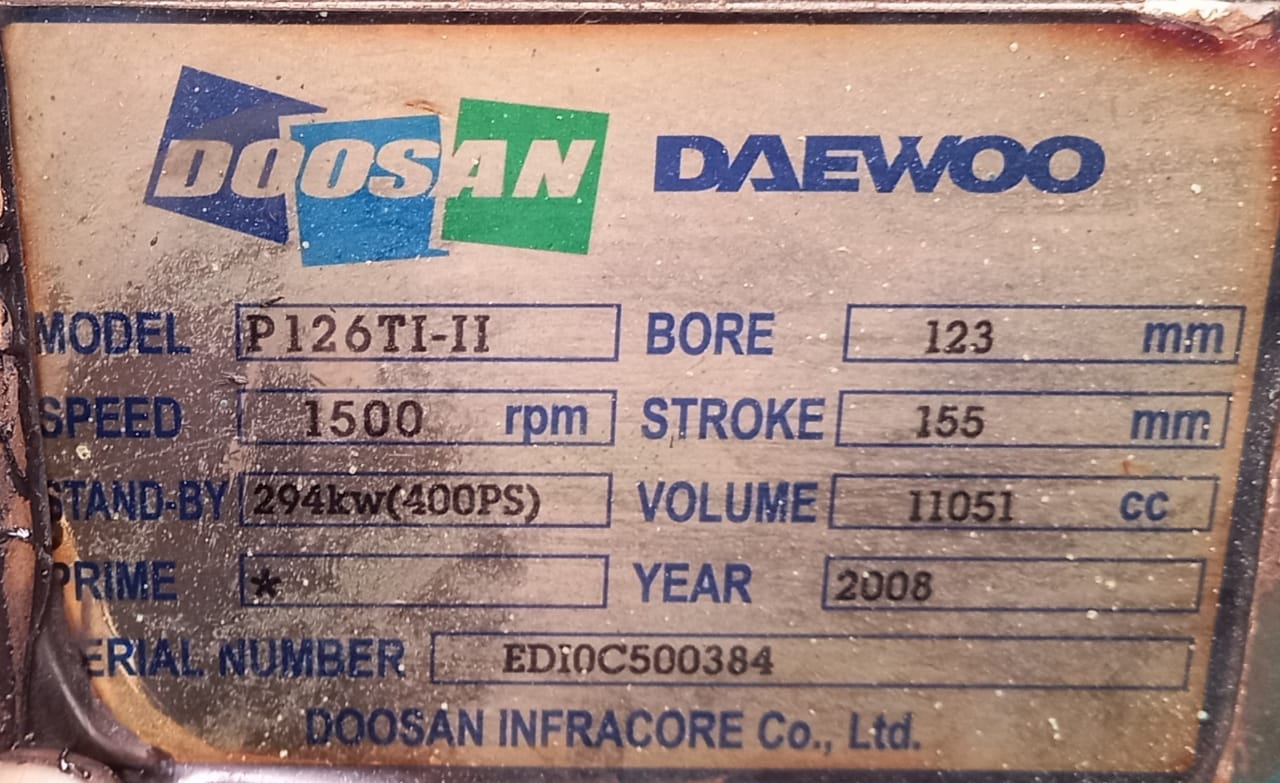 DOOSAN DAEWOO
MODEL P126TI-II BORE 123 mm
SPEED 1500 rpm STROKE 155 mm
STAND-BY 294kw(400PS) VOLUME 11051 cc
PRIME * YEAR 2008
ERIAL NUMBER EDI0C500384
DOOSAN INFRACORE Co., Ltd.